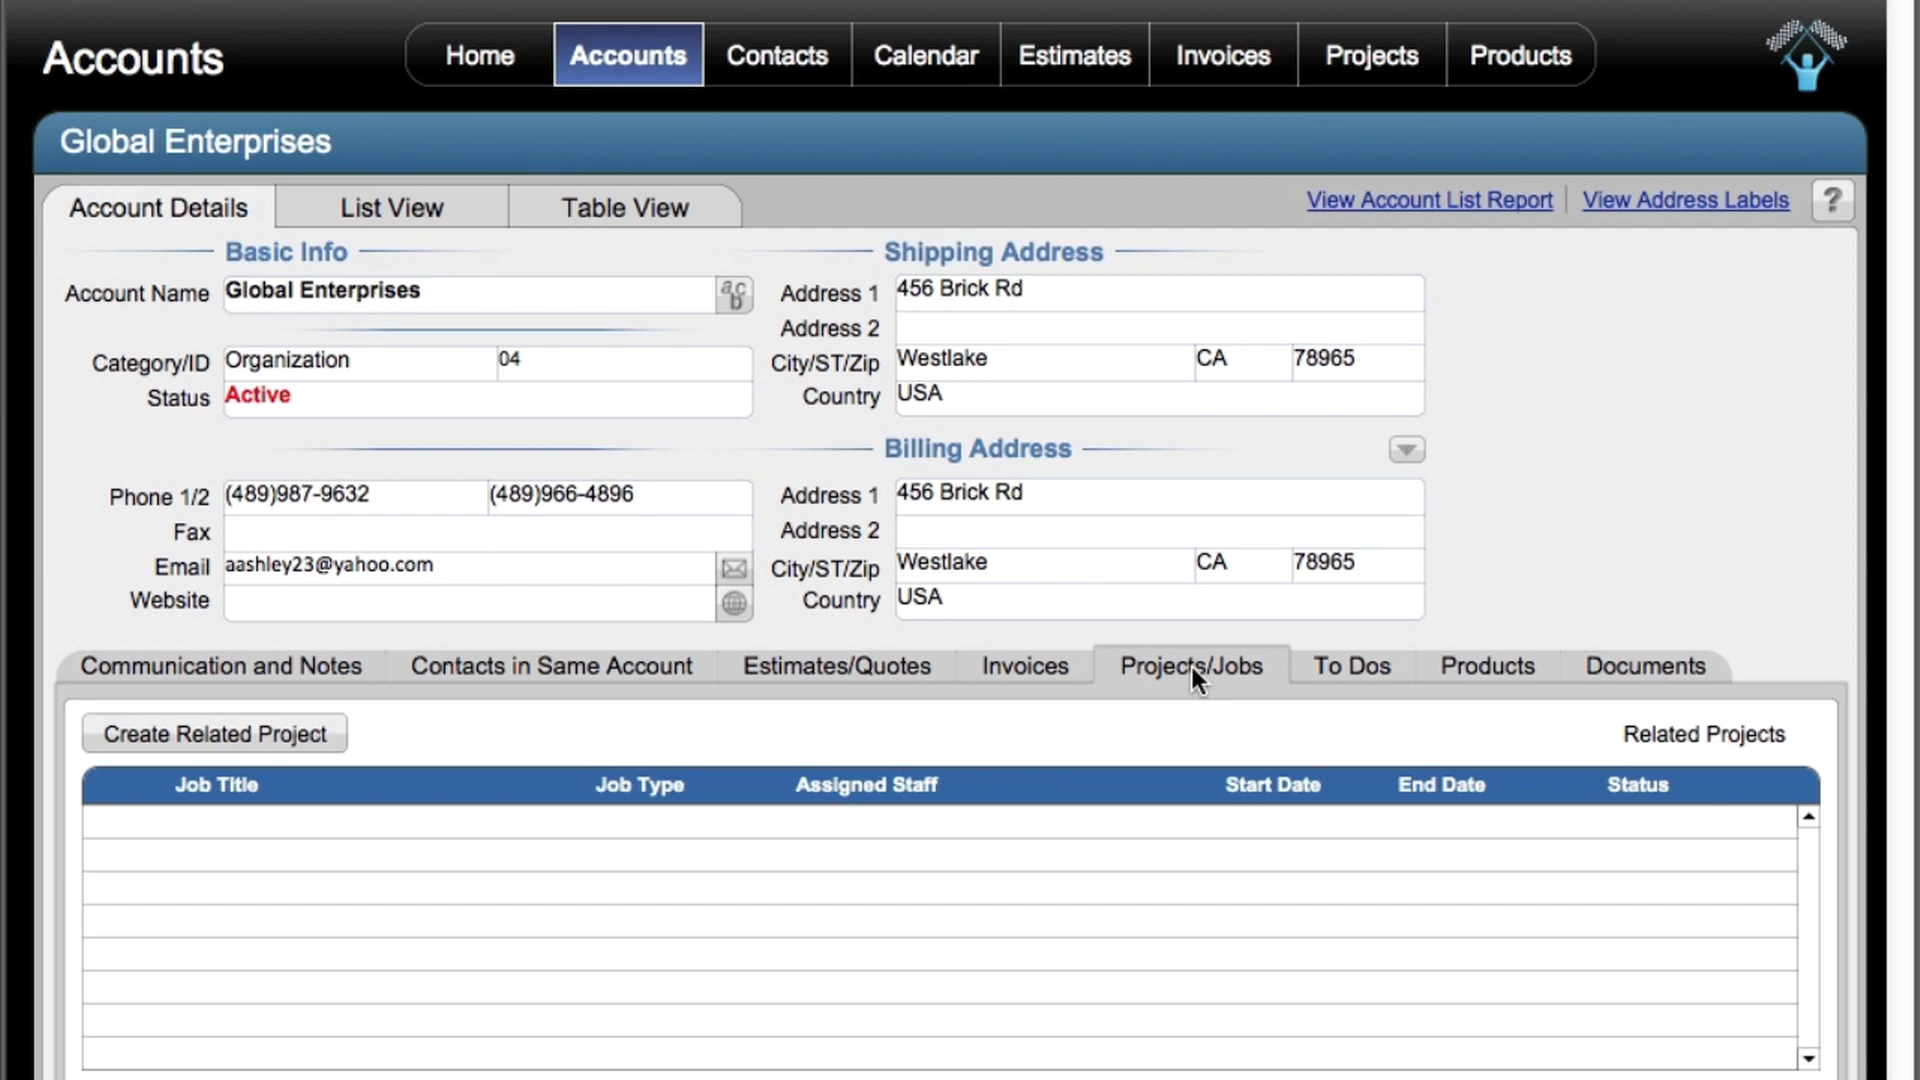 Accounts
Home Accounts Contacts Calendar Estimates Invoices Projects Products
Global Enterprises
Account Details List View Table View View Account List Report View Address Labels ?
Basic Info Shipping Address
Account Name Global Enterprises a c b Address 1 456 Brick Rd
Address 2
Category/ID Organization 04 City/ST/Zip Westlake CA 78965
Status Active Country USA
Billing Address
Phone 1/2 (489)987-9632 (489)966-4896 Address 1 456 Brick Rd
Fax Address 2
Email aashley23@yahoo.com City/ST/Zip Westlake CA 78965
Website Country USA
Communication and Notes Contacts in Same Account Estimates/Quotes Invoices Projects/Jobs To Dos Products Documents
Create Related Project Related Projects
Job Title Job Type Assigned Staff Start Date End Date Status